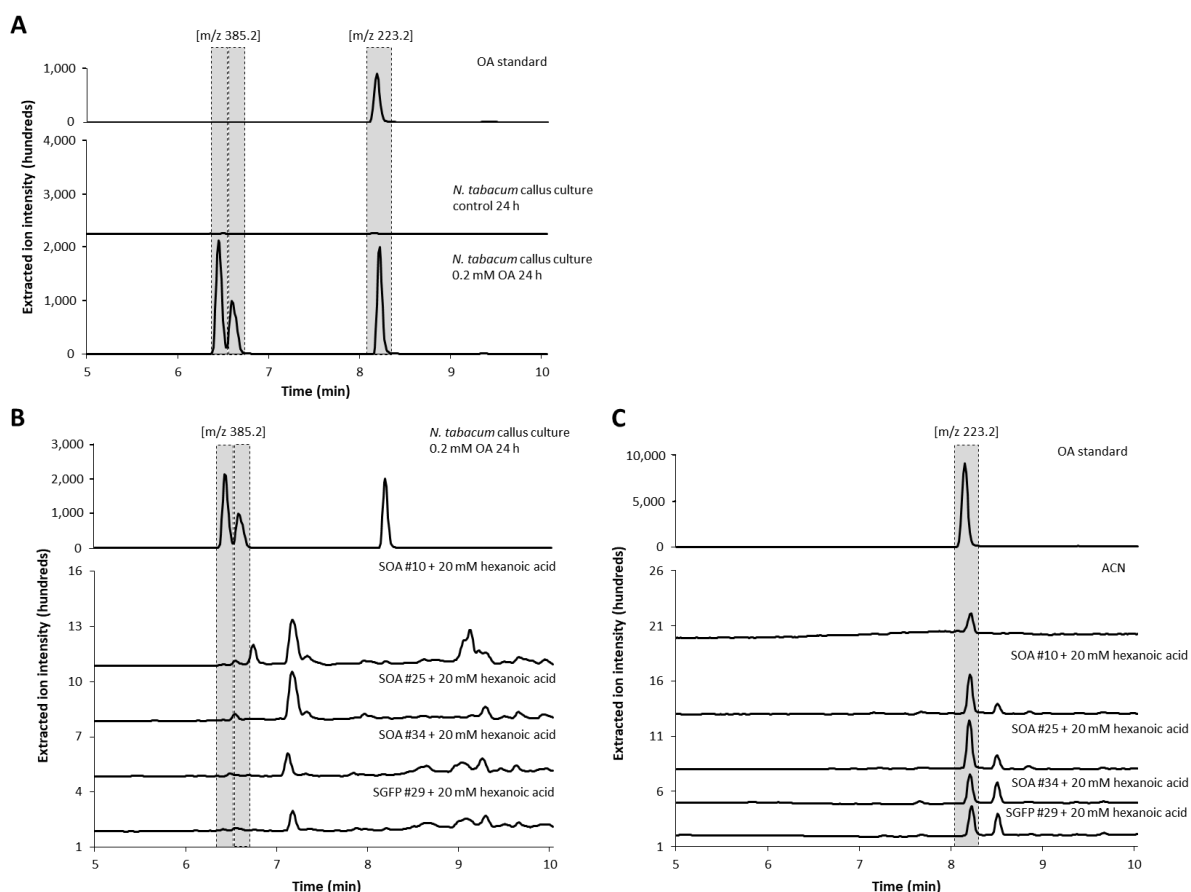 A
[m/z 385.2]
[m/z 223.2]
OA standard
1,000
0
4,000
3,000
N. tabacum callus culture
control 24 h
2,000
1,000
0
N. tabacum callus culture
0.2 mM OA 24 h
5
6
7
8
9
10
Time (min)
Extracted ion intensity (hundreds)
B
[m/z 385.2]
N. tabacum callus culture
0.2 mM OA 24 h
3,000
2,000
1,000
0
SOA #10 + 20 mM hexanoic acid
16
13
SOA #25 + 20 mM hexanoic acid
10
SOA #34 + 20 mM hexanoic acid
7
SGFP #29 + 20 mM hexanoic acid
4
1
5
6
7
8
9
10
Time (min)
Extracted ion intensity (hundreds)
C
[m/z 223.2]
OA standard
10,000
5,000
0
ACN
26
21
SOA #10 + 20 mM hexanoic acid
16
SOA #25 + 20 mM hexanoic acid
11
SOA #34 + 20 mM hexanoic acid
6
SGFP #29 + 20 mM hexanoic acid
1
5
6
7
8
9
10
Time (min)
Extracted ion intensity (hundreds)